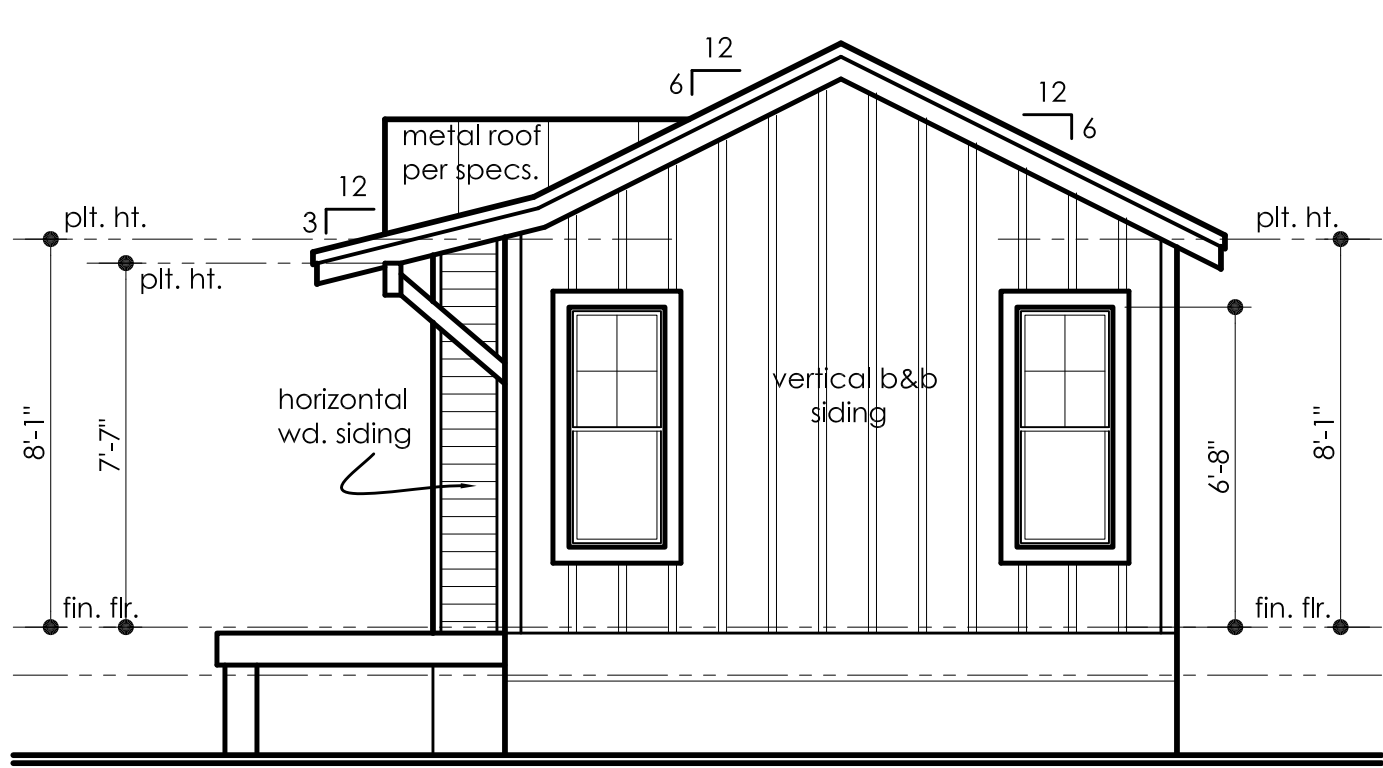 12
6
12
6
metal roof
per specs.
12
3
plt. ht.
plt. ht.
plt. ht.
horizontal
wd. siding
vertical b&b
siding
8'-1"
7'-7"
6'-8"
8'-1"
fin. flr.
fin. flr.